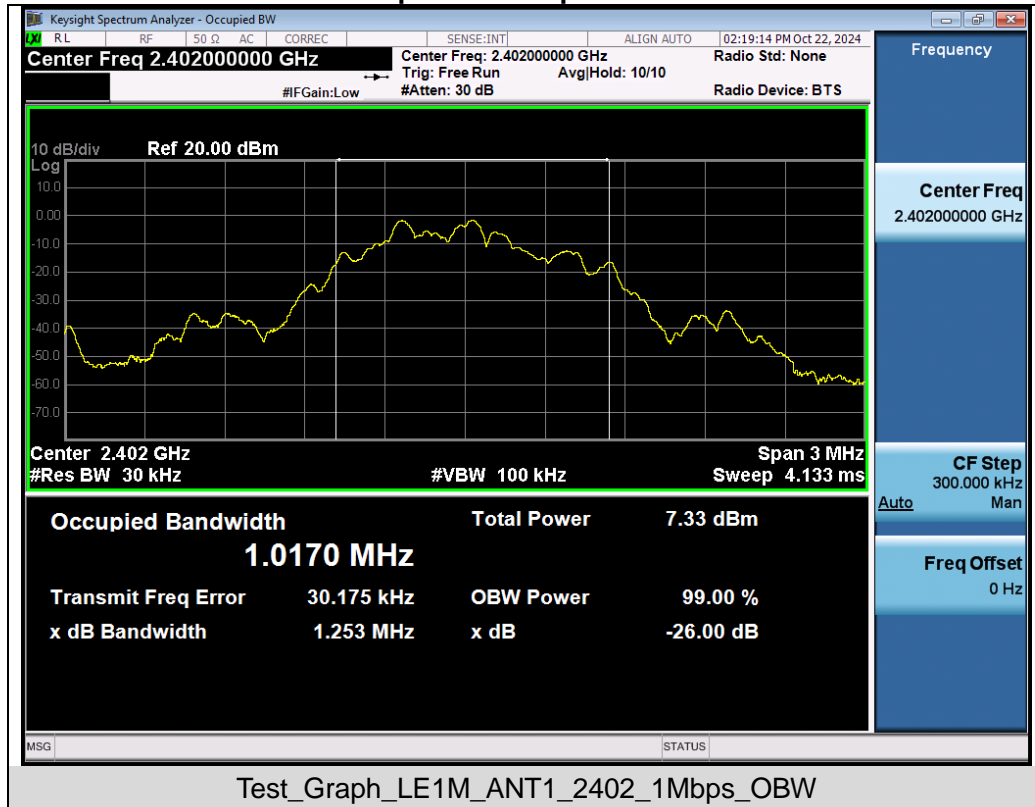 Keysight Spectrum Analyzer - Occupied BW
LXI RL RF 50 Ω AC CORREC SENSE:INT ALIGN AUTO 02:19:14 PM Oct 22, 2024
Center Freq 2.402000000 GHz
Center Freq: 2.402000000 GHz
Radio Std: None
Trig: Free Run Avg|Hold: 10/10
#IFGain:Low
#Atten: 30 dB
Radio Device: BTS
10 dB/div Ref 20.00 dBm
Log
10.0
0.00
-10.0
-20.0
-30.0
-40.0
-50.0
-60.0
-70.0
Center 2.402 GHz Span 3 MHz
#Res BW 30 kHz #VBW 100 kHz Sweep 4.133 ms
Occupied Bandwidth Total Power 7.33 dBm
1.0170 MHz
Transmit Freq Error 30.175 kHz OBW Power 99.00 %
x dB Bandwidth 1.253 MHz x dB -26.00 dB
Frequency
Center Freq
2.402000000 GHz
CF Step
300.000 kHz
Auto Man
Freq Offset
0 Hz
MSG STATUS
Test_Graph_LE1M_ANT1_2402_1Mbps_OBW